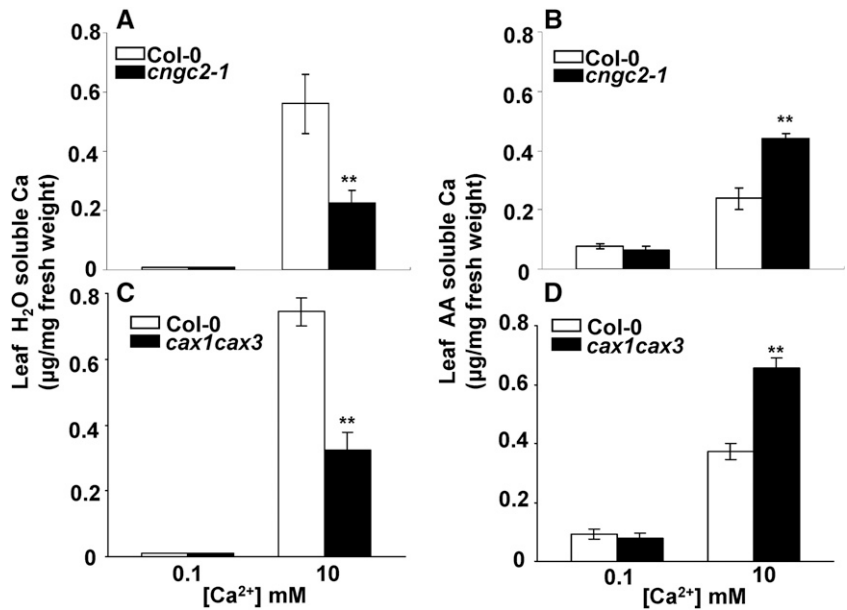 A
Col-0
cngc2-1
0.8
0.6
0.4
0.2
0
**
B
Col-0
cngc2-1
0.8
0.6
0.4
0.2
0
**
Leaf H₂O soluble Ca
(µg/mg fresh weight)
Leaf AA soluble Ca
(µg/mg fresh weight)
C
Col-0
cax1cax3
0.8
0.6
0.4
0.2
0
**
0.1 10
[Ca²⁺] mM
D
Col-0
cax1cax3
0.8
0.6
0.4
0.2
0
**
0.1 10
[Ca²⁺] mM